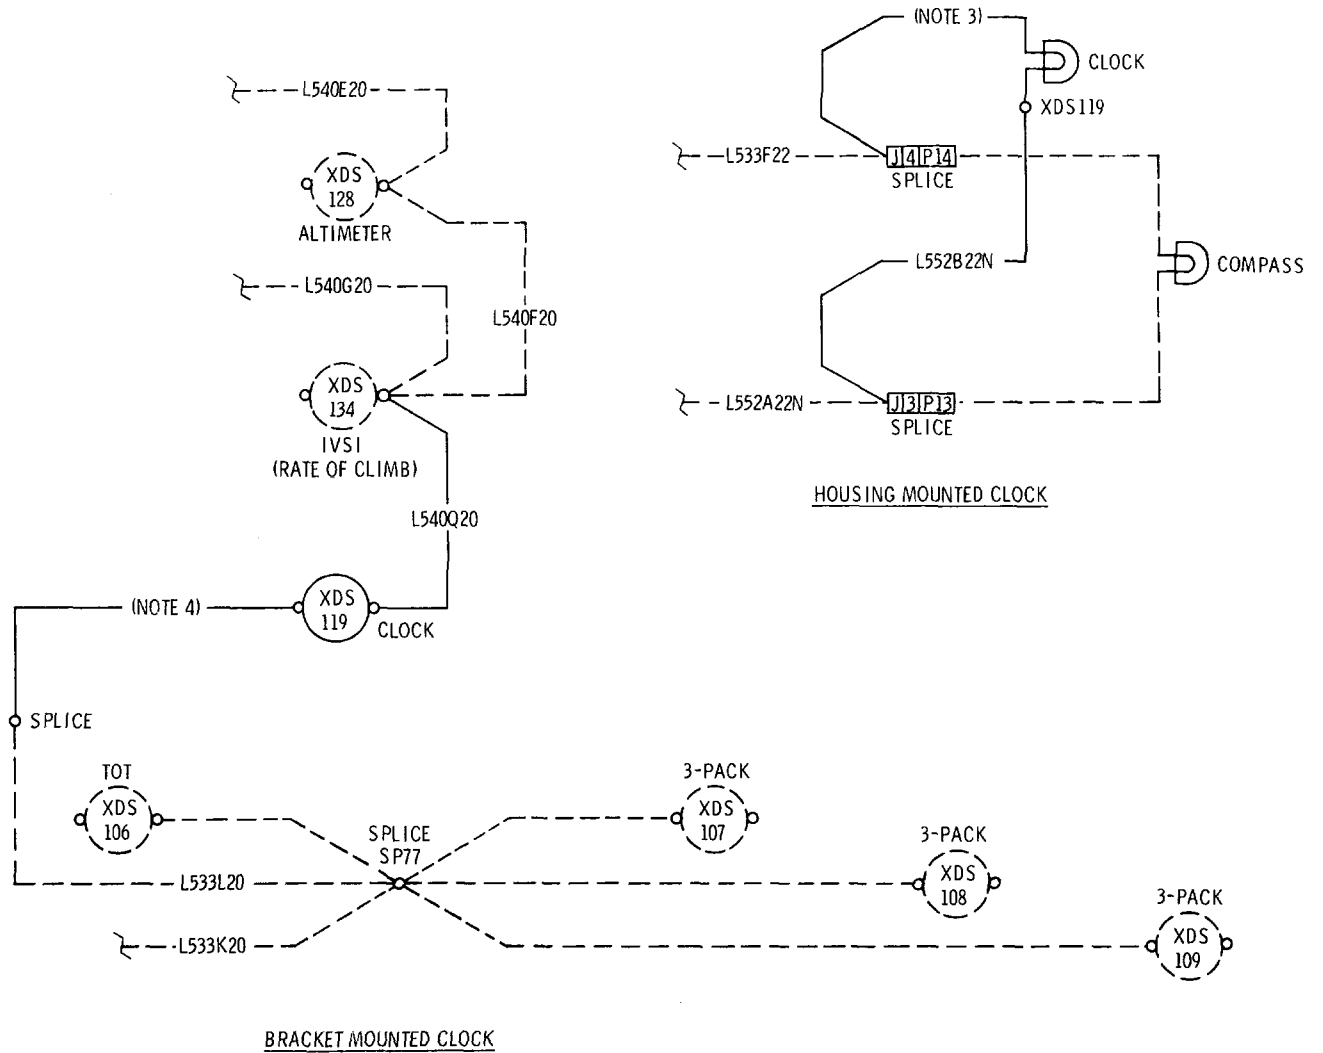 (NOTE 3)
CLOCK
XDS119
L533F22
J14 P14
SPLICE
L552B22N
COMPASS
L552A22N
J13 P13
SPLICE
HOUSING MOUNTED CLOCK
L540E20
XDS
128
ALTIMETER
L540G20
L540F20
XDS
134
IVSI
(RATE OF CLIMB)
L540Q20
(NOTE 4)
XDS
119
CLOCK
SPLICE
TOT
XDS
106
SPLICE
SP77
3-PACK
XDS
107
L533L20
3-PACK
XDS
108
L533K20
3-PACK
XDS
109
BRACKET MOUNTED CLOCK